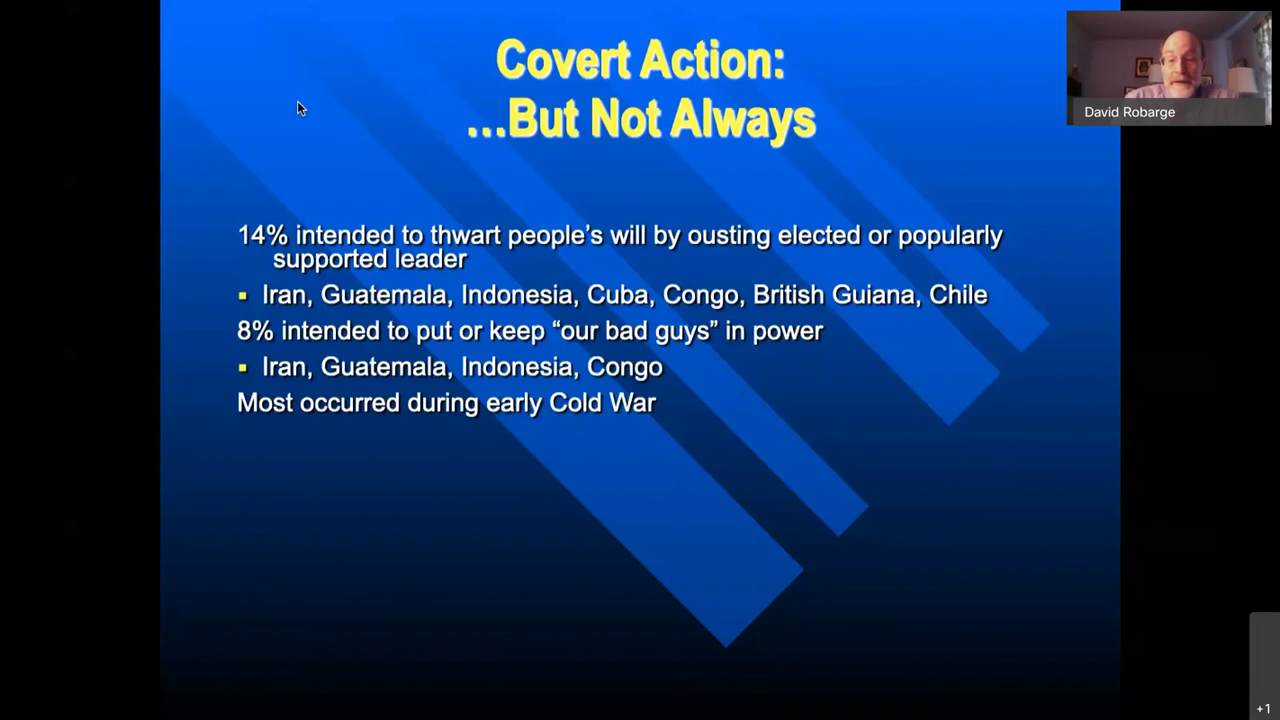 Covert Action:
…But Not Always
David Robarge
14% intended to thwart people’s will by ousting elected or popularly
supported leader
▪ Iran, Guatemala, Indonesia, Cuba, Congo, British Guiana, Chile
8% intended to put or keep “our bad guys” in power
▪ Iran, Guatemala, Indonesia, Congo
Most occurred during early Cold War
+1